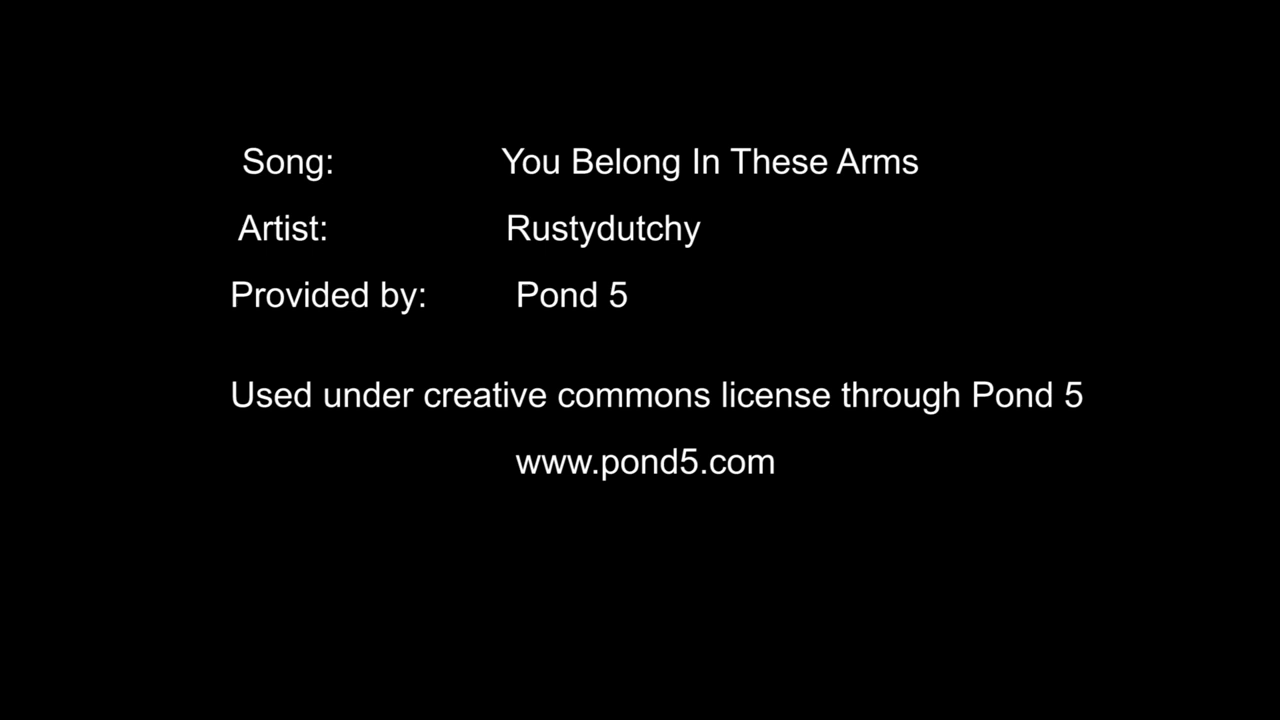 Song: You Belong In These Arms
Artist: Rustydutchy
Provided by: Pond 5
Used under creative commons license through Pond 5
www.pond5.com